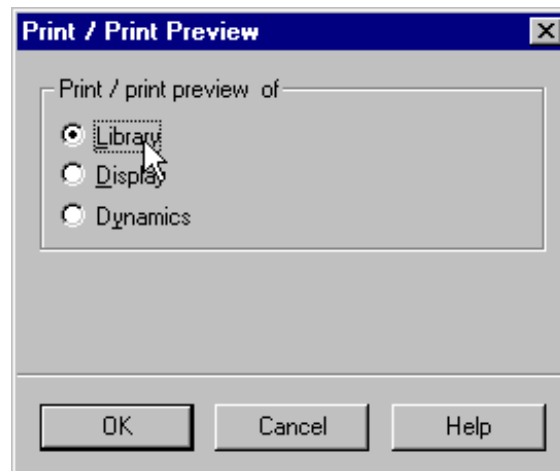 Print / Print Preview
Print / print preview of
Library
Display
Dynamics
OK
Cancel
Help